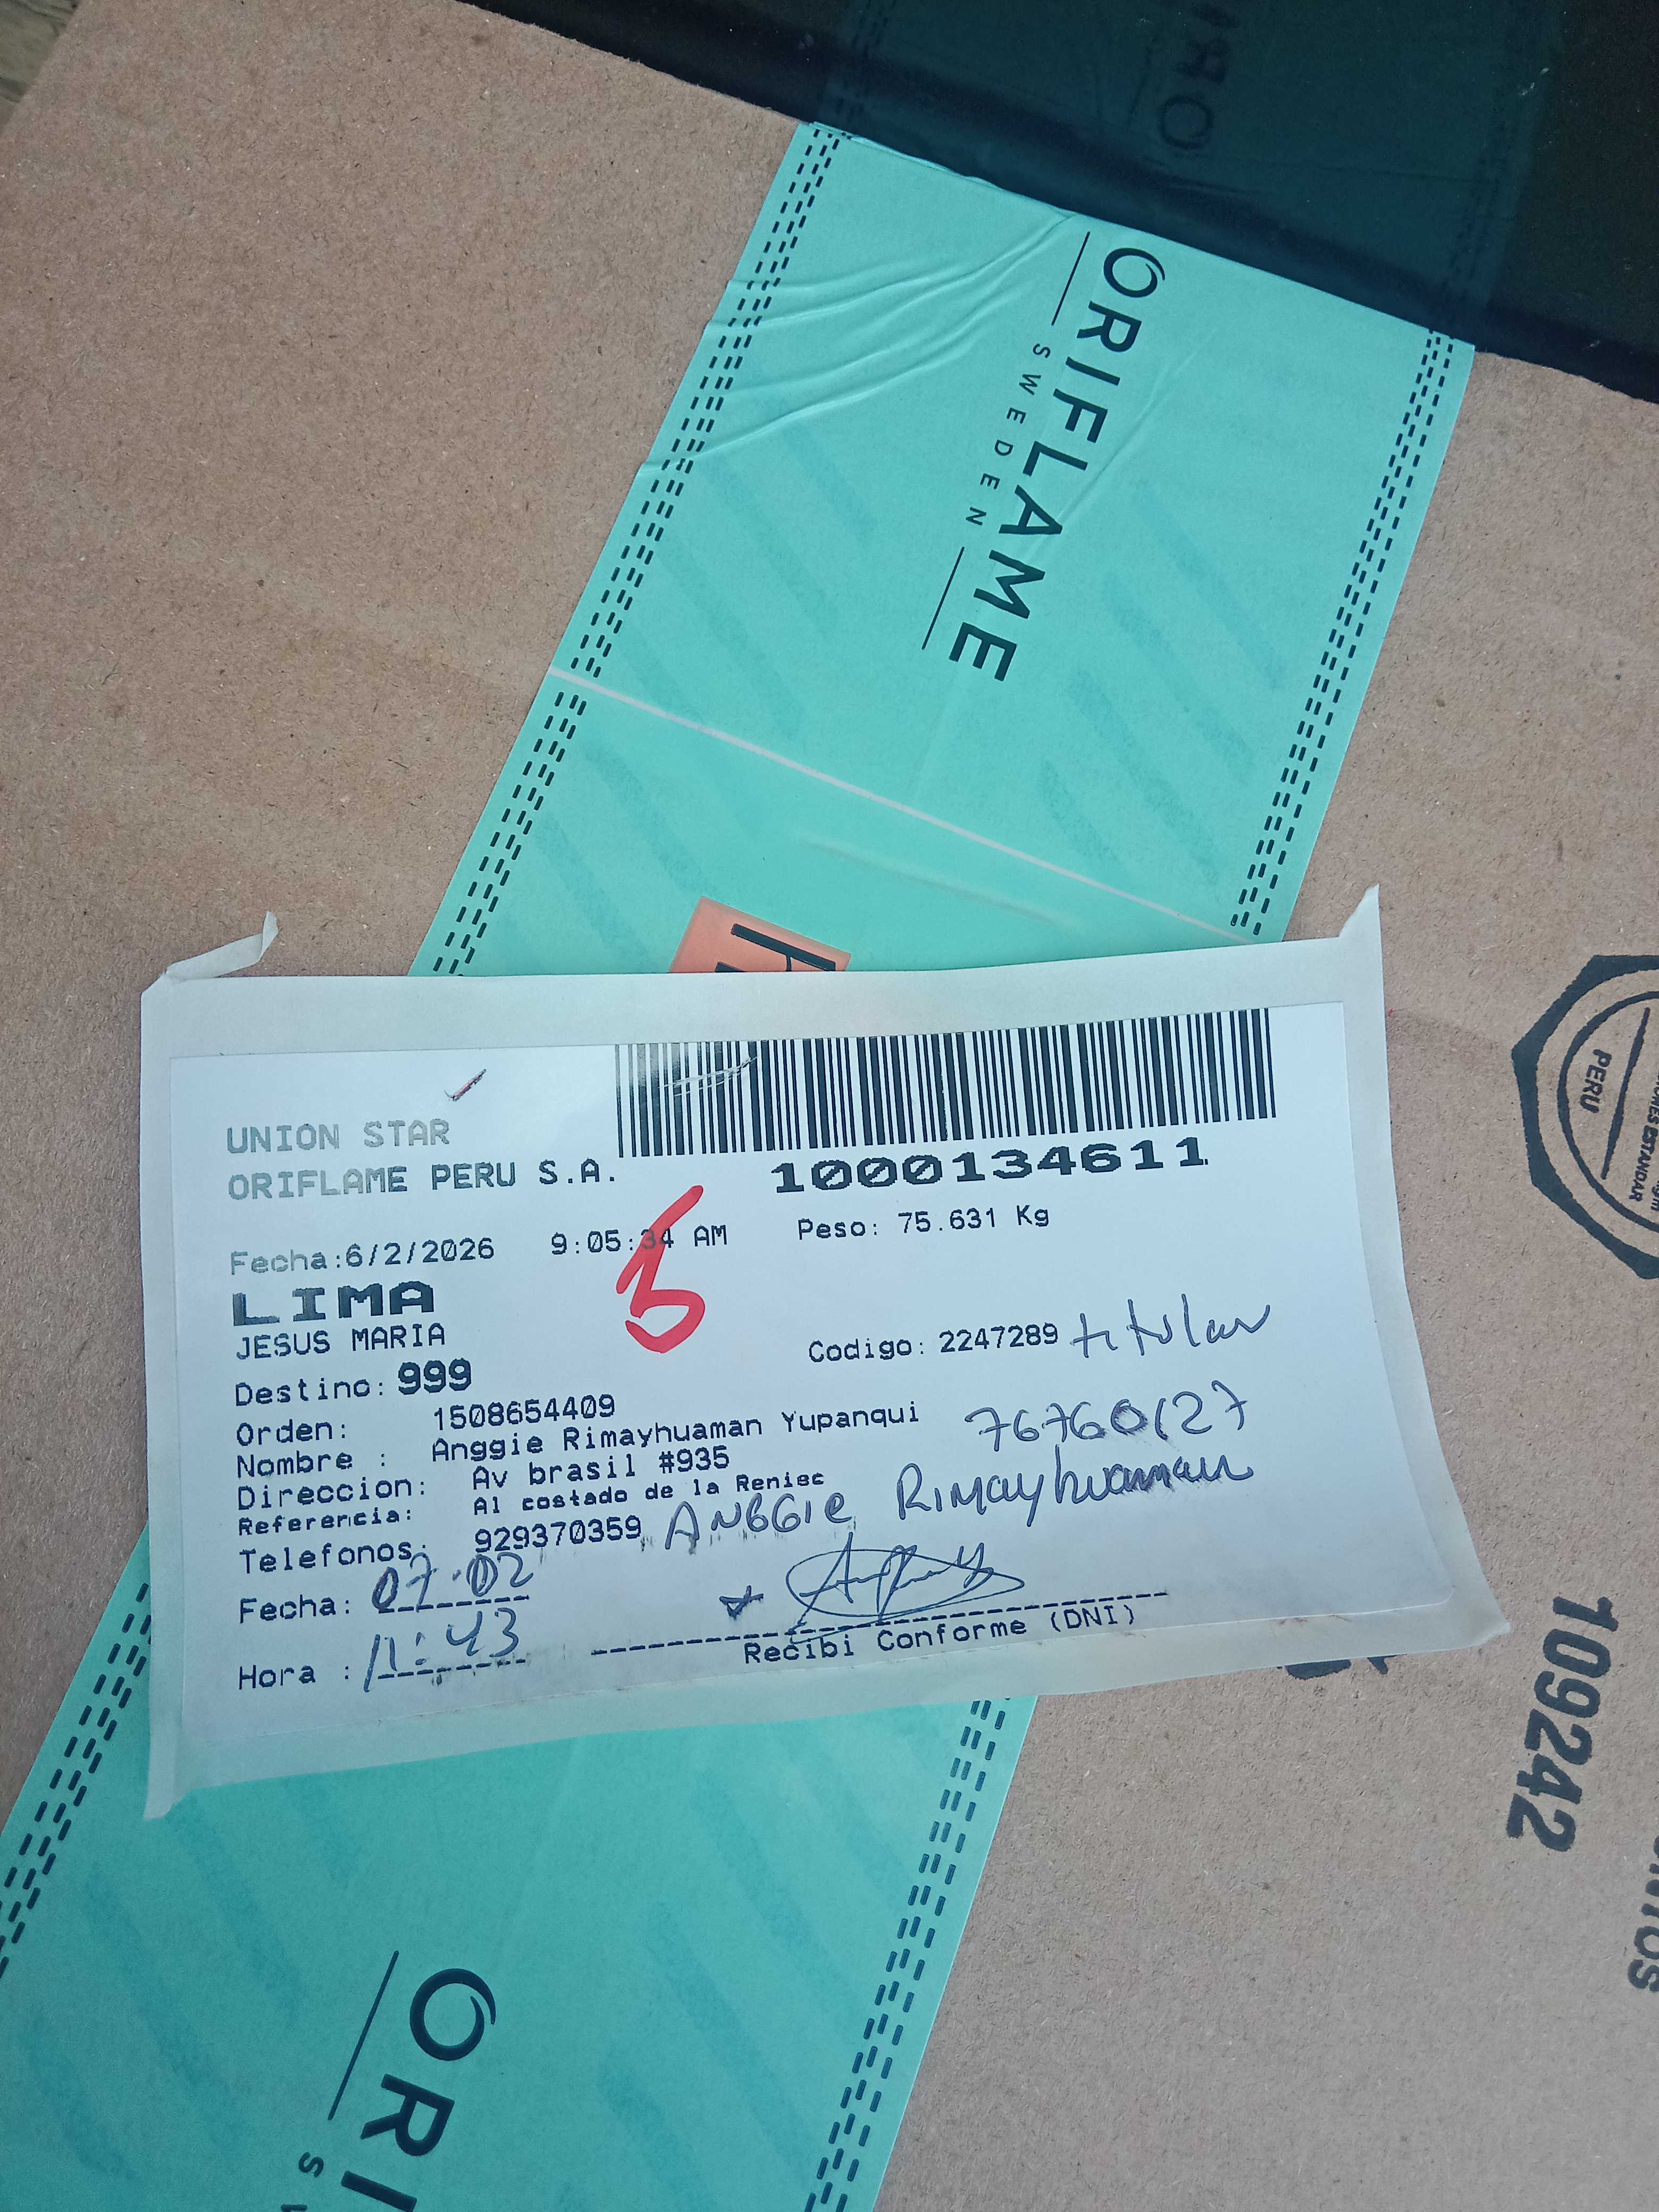 ORIFLAME
SWEDEN
UNION STAR
ORIFLAME PERU S.A.
1000134611
Fecha:6/2/2026 9:05:34 AM Peso: 75.631 Kg
5
LIMA
JESUS MARIA
Codigo: 2247289 titular
Destino: 999
Orden: 1508654409
Nombre : Anggie Rimayhuaman Yupanqui 76760127
Direccion: Av brasil #935
Referencia: Al costado de la Reniec
Telefonos: 929370359 ANGGIE Rimayhuaman
Fecha: 07.02
Hora : 11:43
Recibi Conforme (DNI)
PERU
ESTANDAR
109242
ORI
S